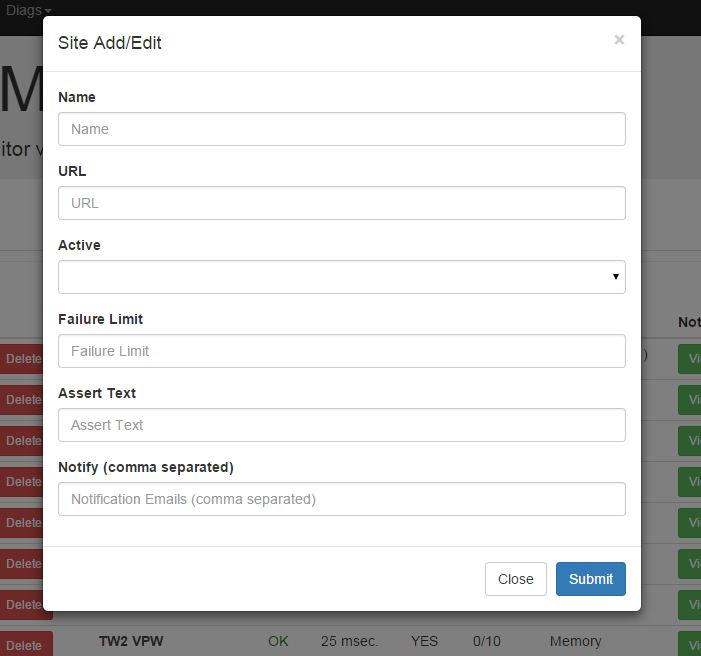 Diags
Site Add/Edit
×
M
itor v
Name
Name
URL
URL
Active
Failure Limit
Failure Limit
Not
Delete
)
Vi
Assert Text
Delete
Vi
Assert Text
Delete
Vi
Notify (comma separated)
Delete
Vi
Notification Emails (comma separated)
Delete
Vi
Delete
Vi
Close
Submit
Delete
Vi
Delete
TW2 VPW
OK
25 msec.
YES
0/10
Memory
Vi